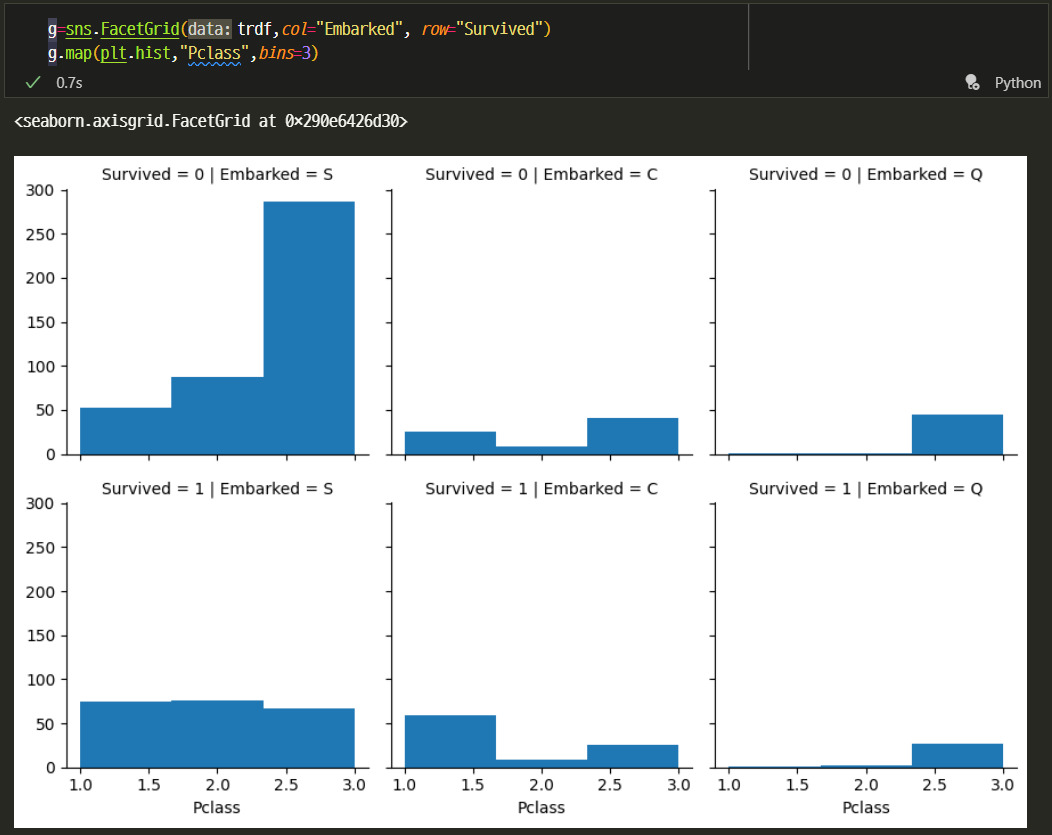 g=sns.FacetGrid(data: trdf,col="Embarked", row="Survived")
g.map(plt.hist,"Pclass",bins=3)
0.7s
Python
<seaborn.axisgrid.FacetGrid at 0×290e6426d30>
Survived = 0 | Embarked = S
Survived = 0 | Embarked = C
Survived = 0 | Embarked = Q
300
250
200
150
100
50
0
Survived = 1 | Embarked = S
Survived = 1 | Embarked = C
Survived = 1 | Embarked = Q
300
250
200
150
100
50
0
1.0 1.5 2.0 2.5 3.0
1.0 1.5 2.0 2.5 3.0
1.0 1.5 2.0 2.5 3.0
Pclass
Pclass
Pclass